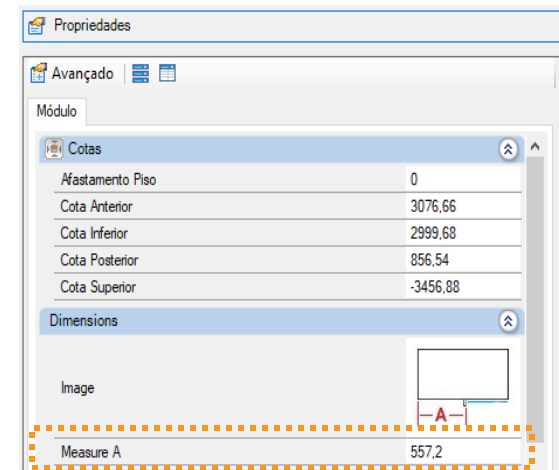 Propriedades
Avançado
Módulo
Cotas
Afastamento Piso 0
Cota Anterior 3076,66
Cota Inferior 2999,68
Cota Posterior 856,54
Cota Superior -3456,88
Dimensions
Image
A
Measure A 557,2